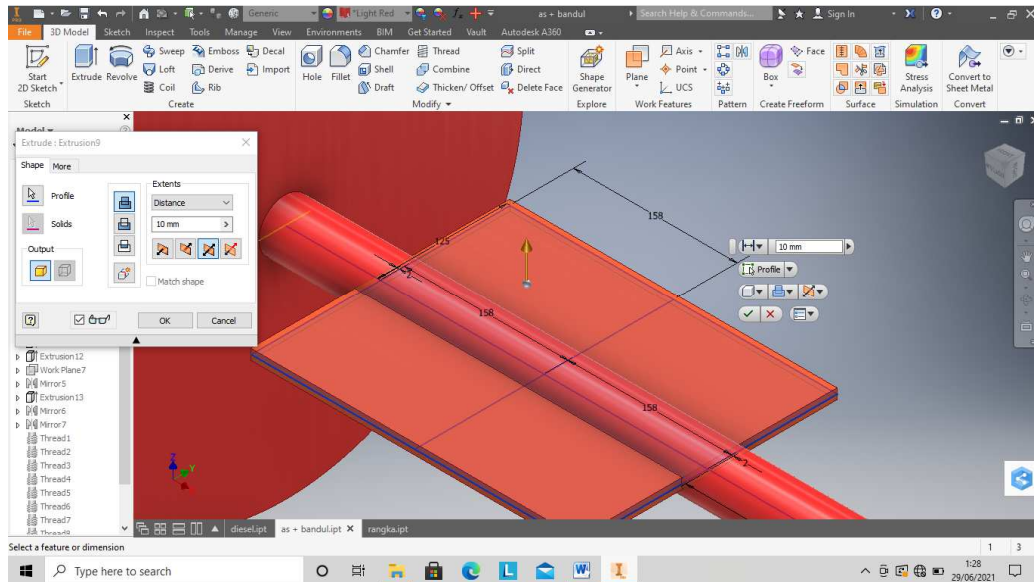 Generic
*Light Red
as + bandul
Search Help & Commands...
Sign In
File 3D Model Sketch Inspect Tools Manage View Environments BIM Get Started Vault Autodesk A360
Start
2D Sketch
Extrude Revolve
Sweep Emboss Decal
Loft Derive Import
Coil Rib
Hole Fillet
Chamfer Thread Split
Shell Combine Direct
Draft Thicken/ Offset Delete Face
Shape
Generator
Plane
Axis
Point
UCS
Box
Face
Stress
Analysis
Convert to
Sheet Metal
Sketch Create Modify Explore Work Features Pattern Create Freeform Surface Simulation Convert
Model
Extrude : Extrusion9
Shape More
Profile
Solids
Output
Extents
Distance
10 mm
Match shape
OK Cancel
Extrusion12
Work Plane7
Mirror5
Extrusion13
Mirror6
Mirror7
Thread1
Thread2
Thread3
Thread4
Thread5
Thread6
Thread7
Thread8
158
125
2
158
158
2
10 mm
Profile
diesel.ipt as + bandul.ipt rangka.ipt
Select a feature or dimension
1 3
Type here to search
1:28
29/06/2021